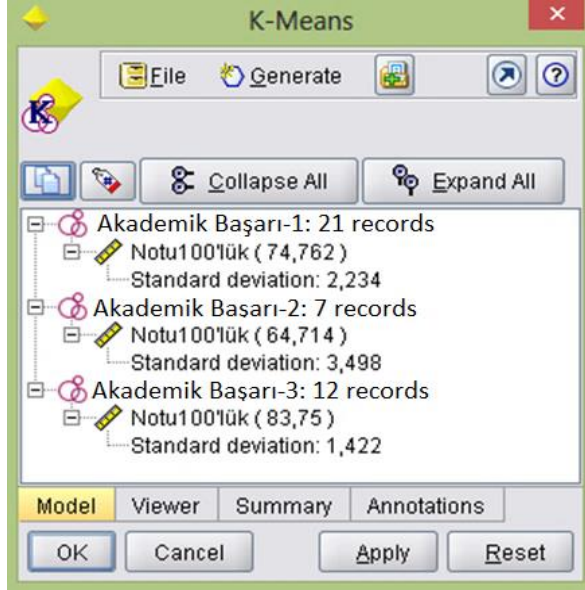 K-Means
File Generate
K
Collapse All Expand All
Akademik Başarı-1: 21 records
Notu100'lük ( 74,762 )
Standard deviation: 2,234
Akademik Başarı-2: 7 records
Notu100'lük ( 64,714 )
Standard deviation: 3,498
Akademik Başarı-3: 12 records
Notu100'lük ( 83,75 )
Standard deviation: 1,422
Model Viewer Summary Annotations
OK Cancel Apply Reset